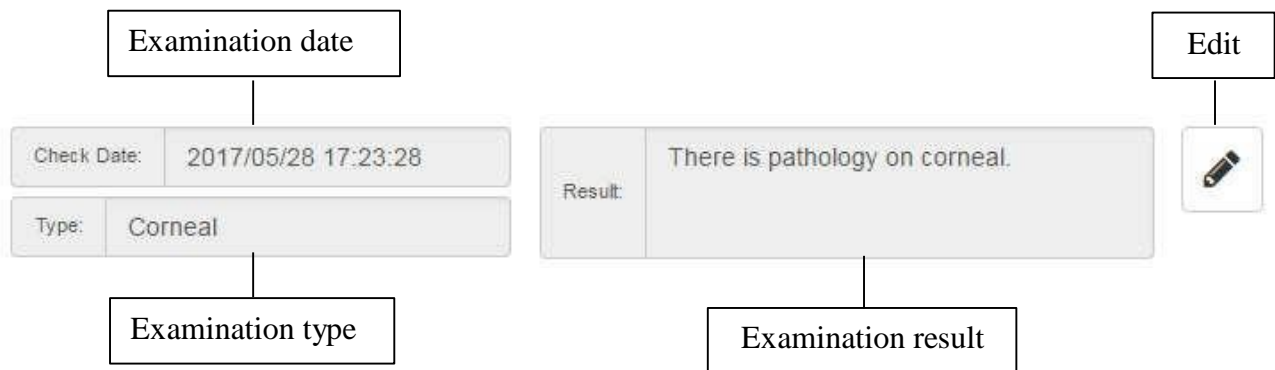 Examination date
Edit
Check Date:
2017/05/28 17:23:28
Type:
Corneal
Result:
There is pathology on corneal.
Examination type
Examination result